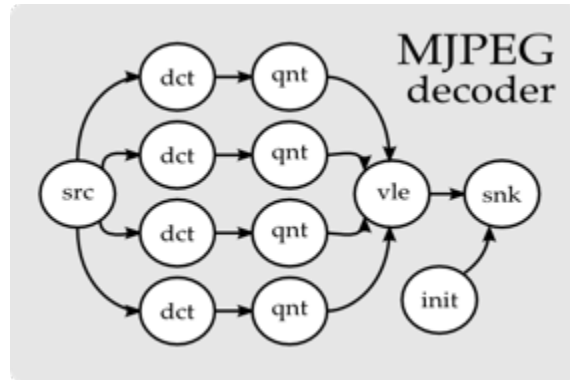 MJPEG
decoder
dct
qnt
dct
qnt
src
vle
snk
dct
qnt
dct
qnt
init